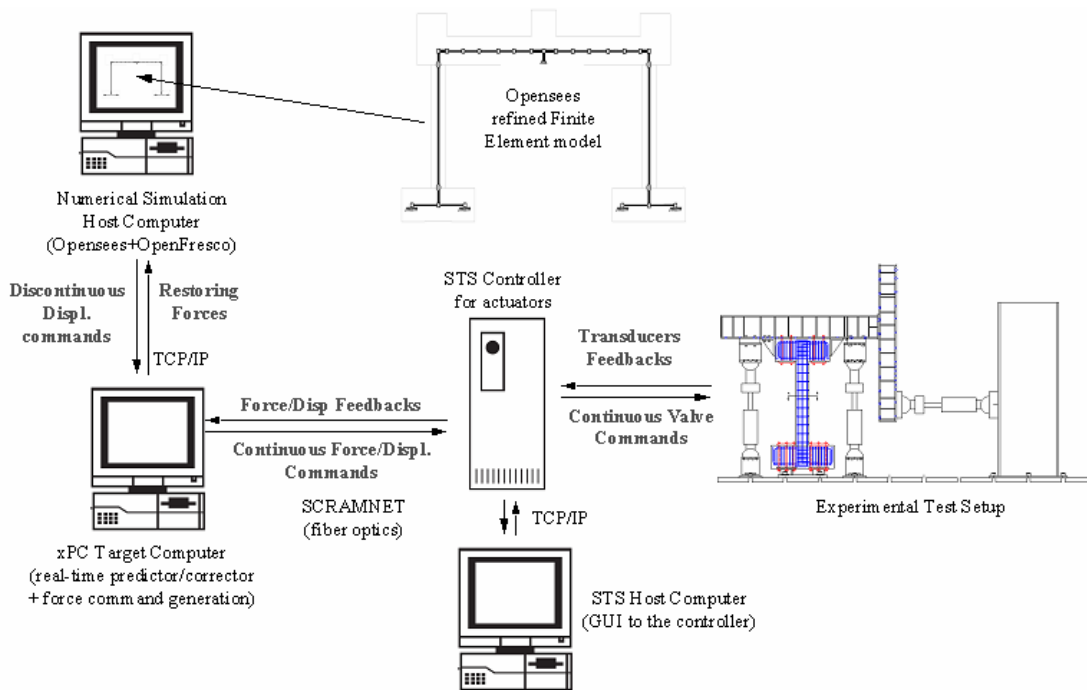 Opensees
refined Finite
Element model
Numerical Simulation
Host Computer
(Opensees+OpenFresco)
Discontinuous
Displ.
commands
Restoring
Forces
TCP/IP
STS Controller
for actuators
Transducers
Feedbacks
Continuous Valve
Commands
Force/Disp Feedbacks
Continuous Force/Displ.
Commands
SCRAMNET
(fiber optics)
TCP/IP
Experimental Test Setup
xPC Target Computer
(real-time predictor/corrector
+ force command generation)
STS Host Computer
(GUI to the controller)